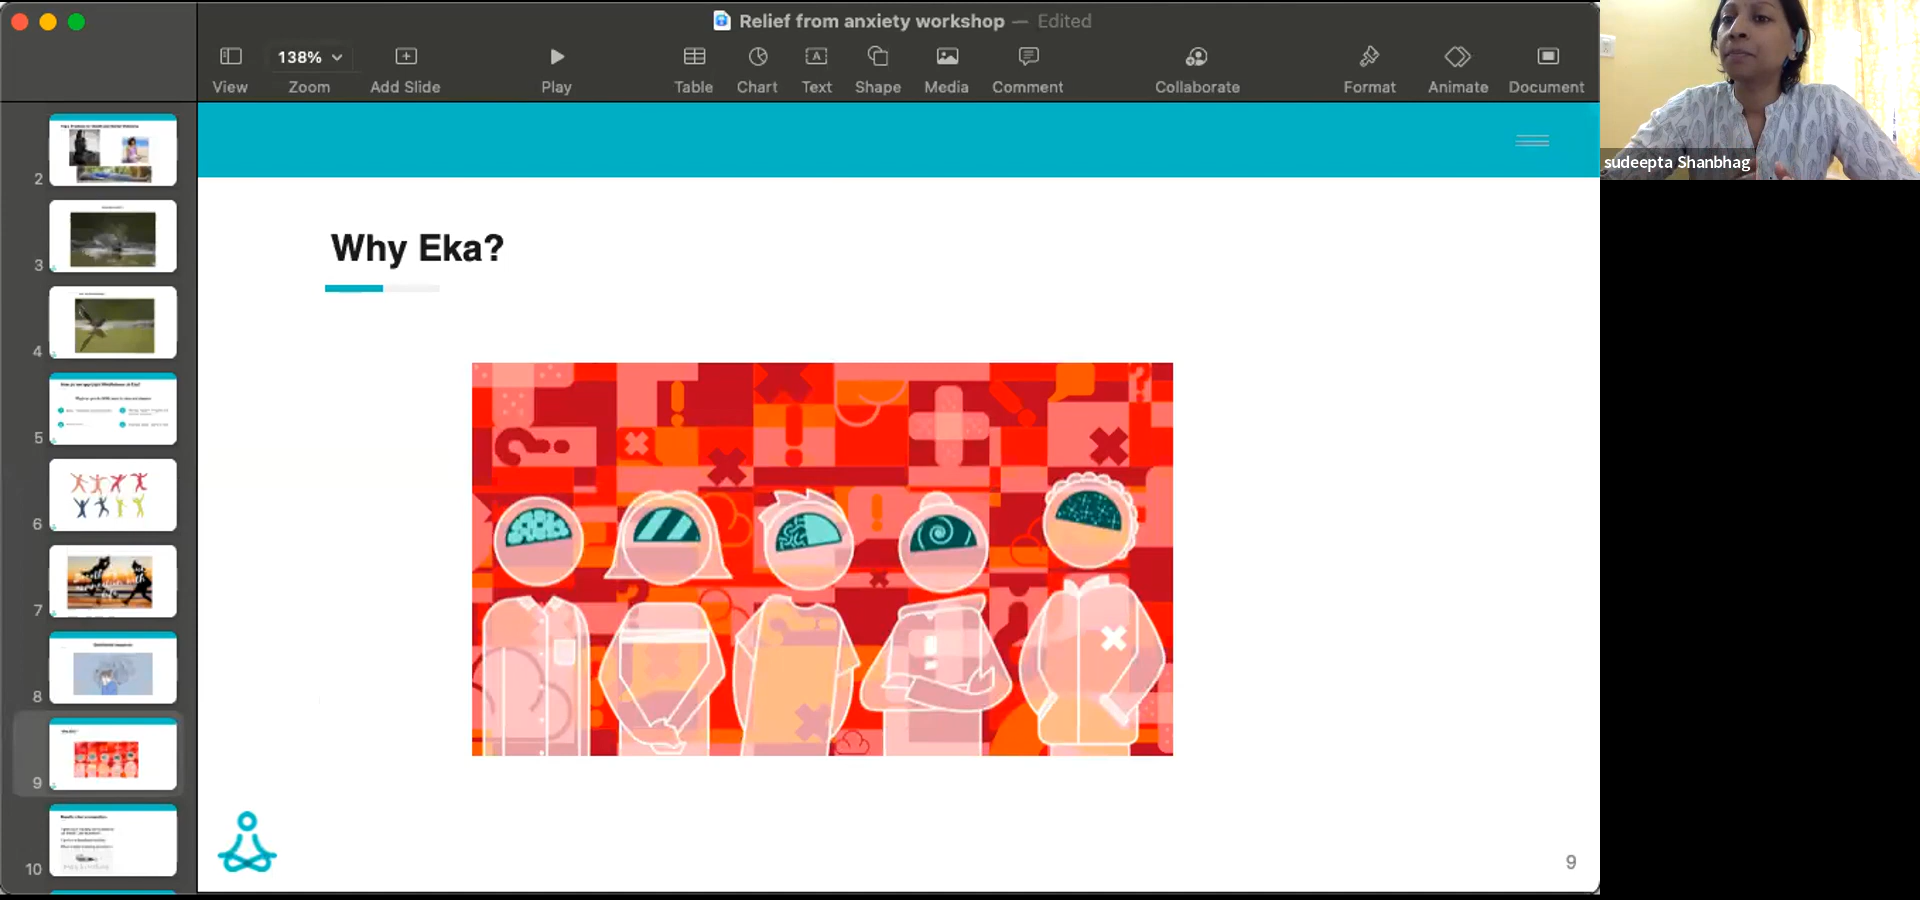 Relief from anxiety workshop — Edited
138%
View Zoom Add Slide Play Table Chart Text Shape Media Comment Collaborate Format Animate Document
sudeepta Shanbhag
Why Eka?
2
3
4
5
6
7
8
9
10
9